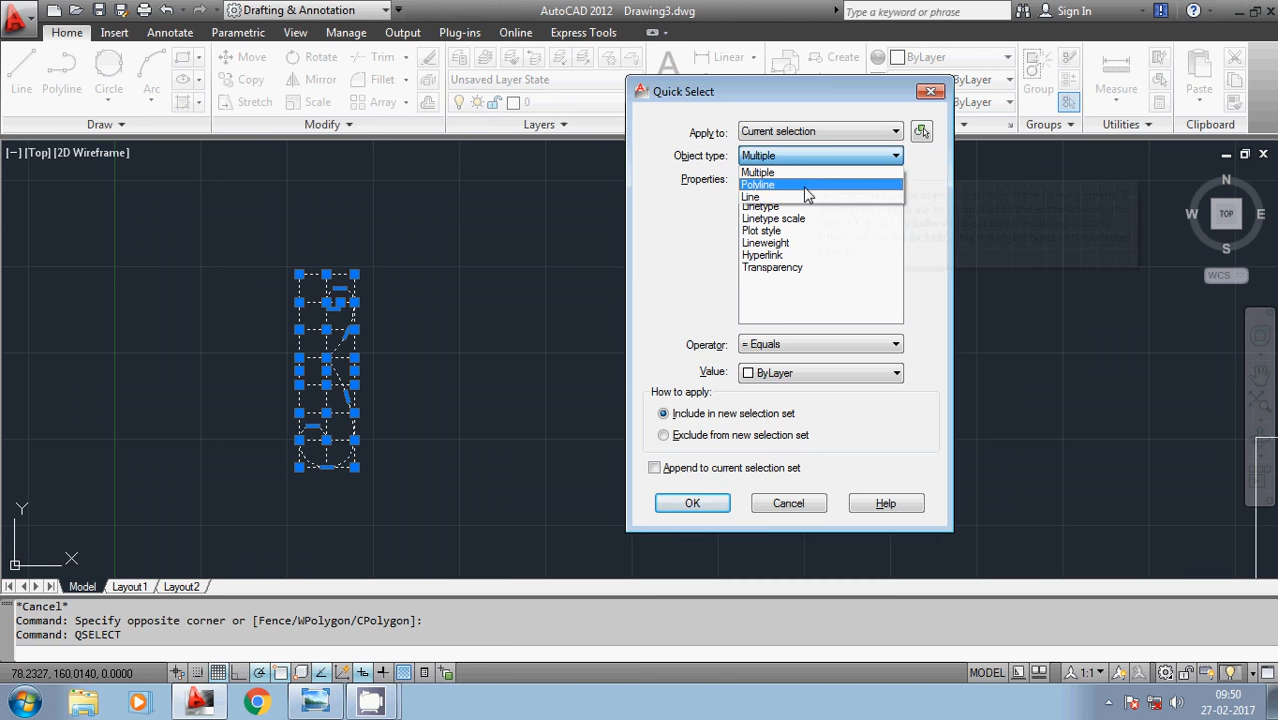 Drafting & Annotation
AutoCAD 2012 Drawing3.dwg
Type a keyword or phrase
Sign In
Home Insert Annotate Parametric View Manage Output Plug-ins Online Express Tools
Line
Polyline
Circle
Arc
Move
Copy
Stretch
Rotate
Mirror
Scale
Trim
Fillet
Array
Unsaved Layer State
0
A
Linear
Create
ByLayer
Group
Measure
Paste
Draw
Modify
Layers
Groups
Utilities
Clipboard
[−] [Top] [2D Wireframe]
Quick Select
Apply to: Current selection
Object type: Multiple
Multiple
Polyline
Line
Properties:
Linetype
Linetype scale
Plot style
Lineweight
Hyperlink
Transparency
Operator: = Equals
Value: ByLayer
How to apply:
Include in new selection set
Exclude from new selection set
Append to current selection set
OK Cancel Help
N
W TOP E
S
WCS
Y
X
Model Layout1 Layout2
*Cancel*
Command: Specify opposite corner or [Fence/WPolygon/CPolygon]:
Command: QSELECT
78.2327, 160.0140, 0.0000
MODEL
1:1
09:50
27-02-2017